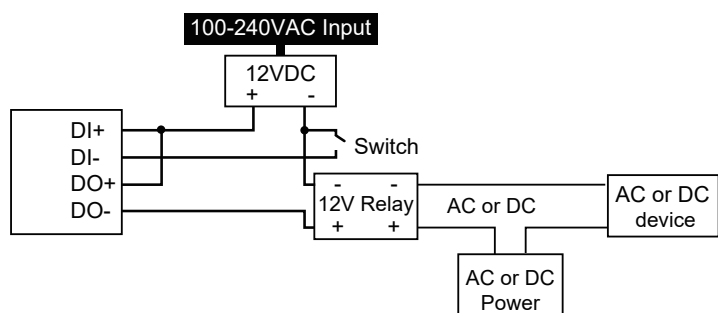 100-240VAC Input
12VDC
+ -
DI+
DI-
DO+
DO-
Switch
- -
12V Relay
+ +
AC or DC
AC or DC
device
AC or DC
Power